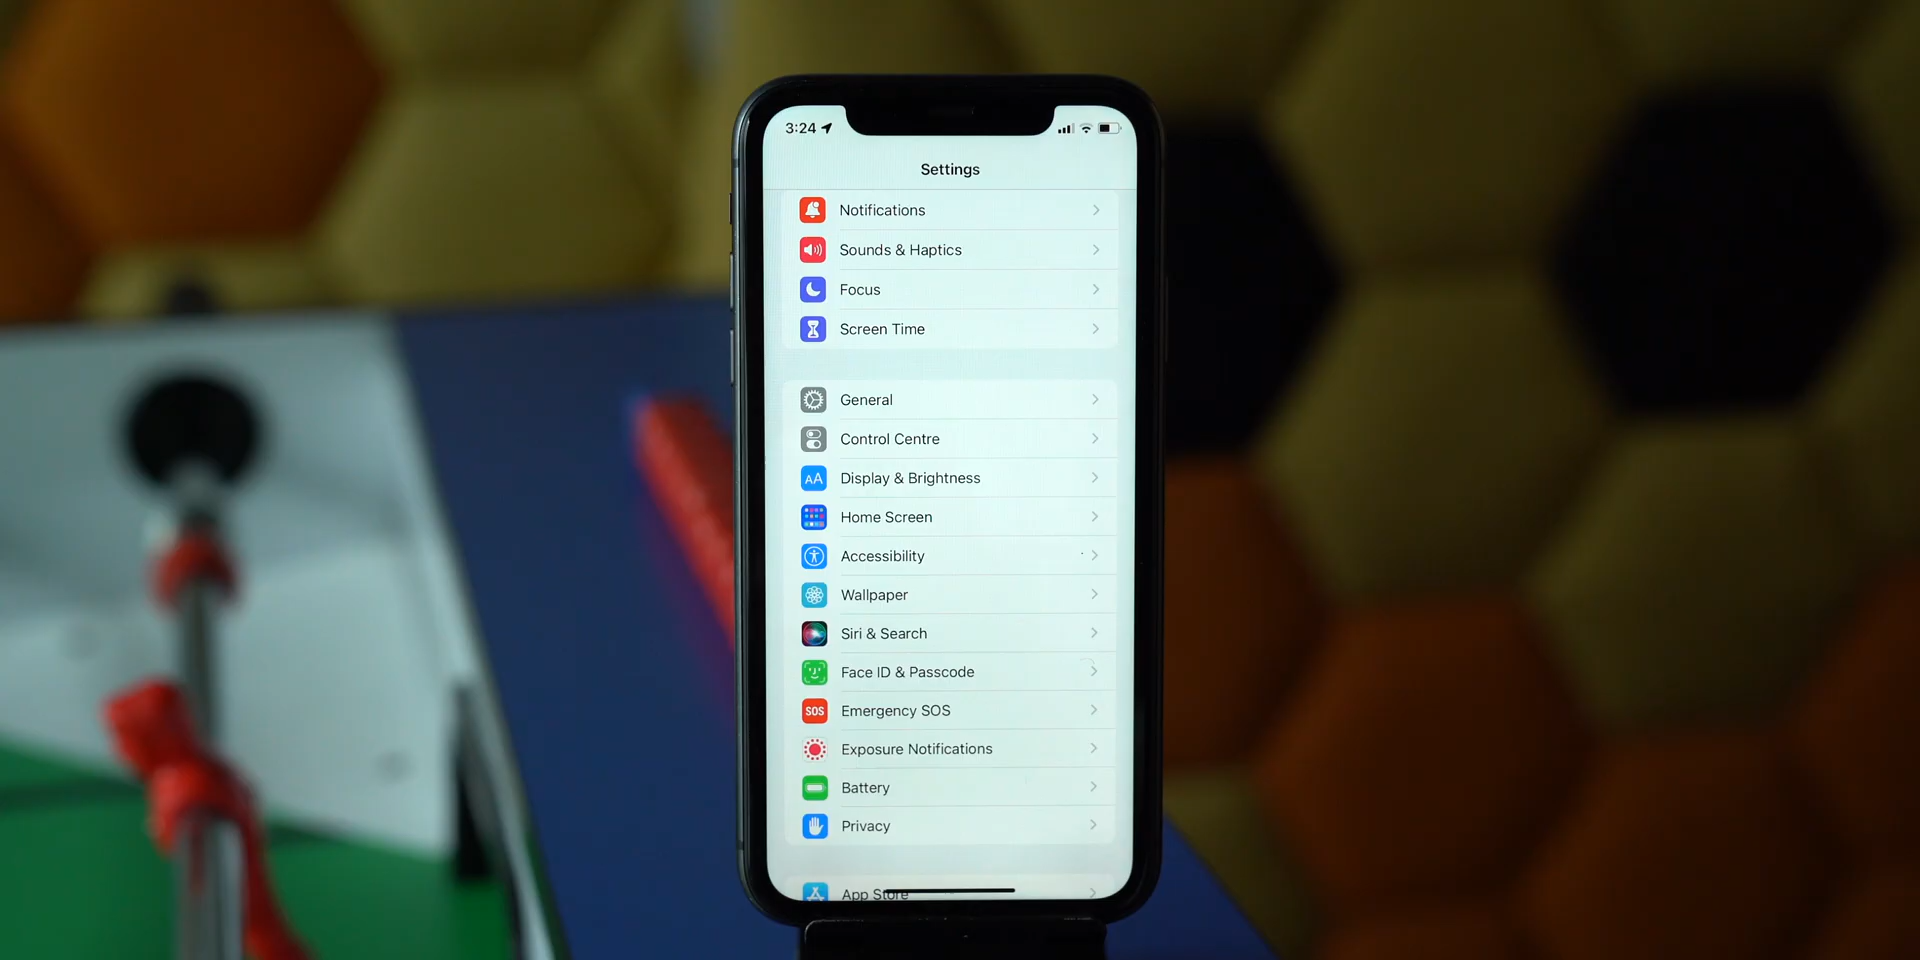 3:24
Settings
Notifications
Sounds & Haptics
Focus
Screen Time
General
Control Centre
AA Display & Brightness
Home Screen
Accessibility
Wallpaper
Siri & Search
Face ID & Passcode
SOS Emergency SOS
Exposure Notifications
Battery
Privacy
App Store